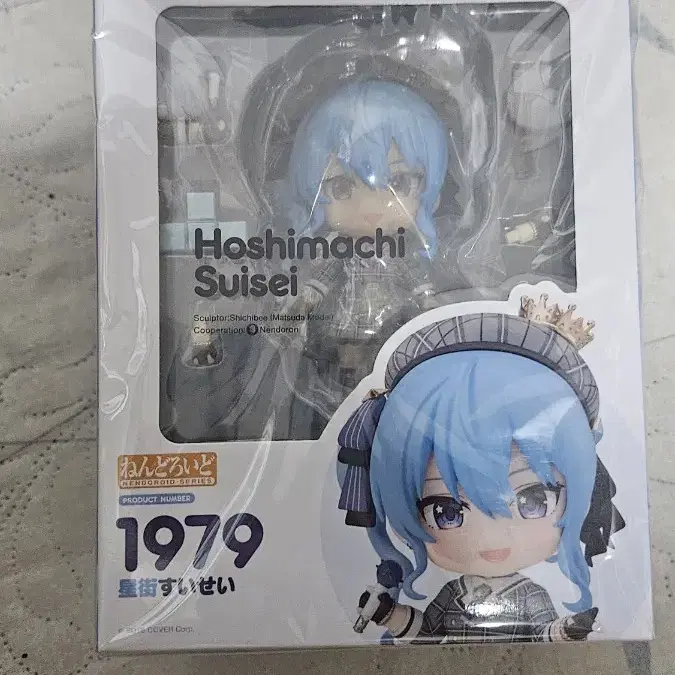 Hoshimachi
Suisei
Sculptor:Shichibee (Matsuda Model)
Cooperation: Nendoron
ねんどろいど
NENDOROID SERIES
PRODUCT NUMBER
1979
星街すいせい
COVER Corp.